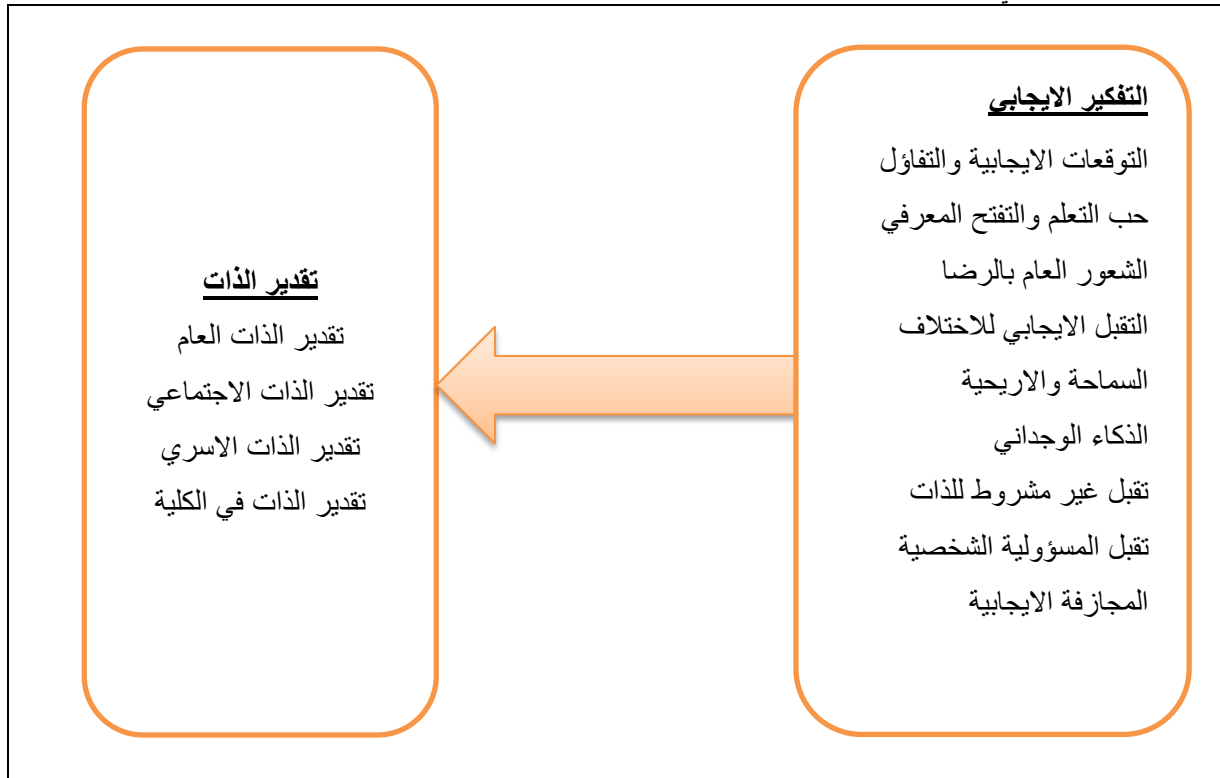 التفكير الايجابي
التوقعات الايجابية والتفاؤل
حب التعلم والتفتح المعرفي
الشعور العام بالرضا
التقبل الايجابي للاختلاف
السماحة والاريحية
الذكاء الوجداني
تقبل غير مشروط للذات
تقبل المسؤولية الشخصية
المجازفة الايجابية
تقدير الذات
تقدير الذات العام
تقدير الذات الاجتماعي
تقدير الذات الاسري
تقدير الذات في الكلية